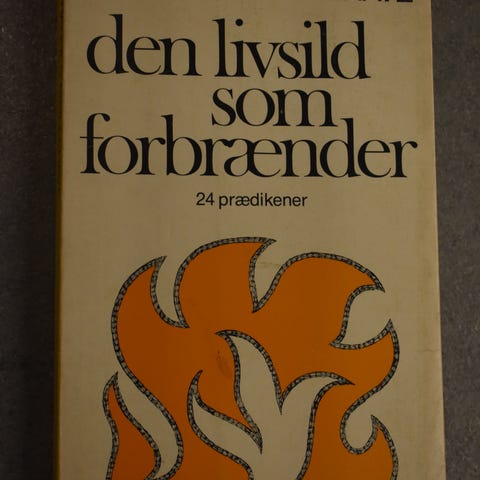 den livsild
som
forbrænder
24 prædikener